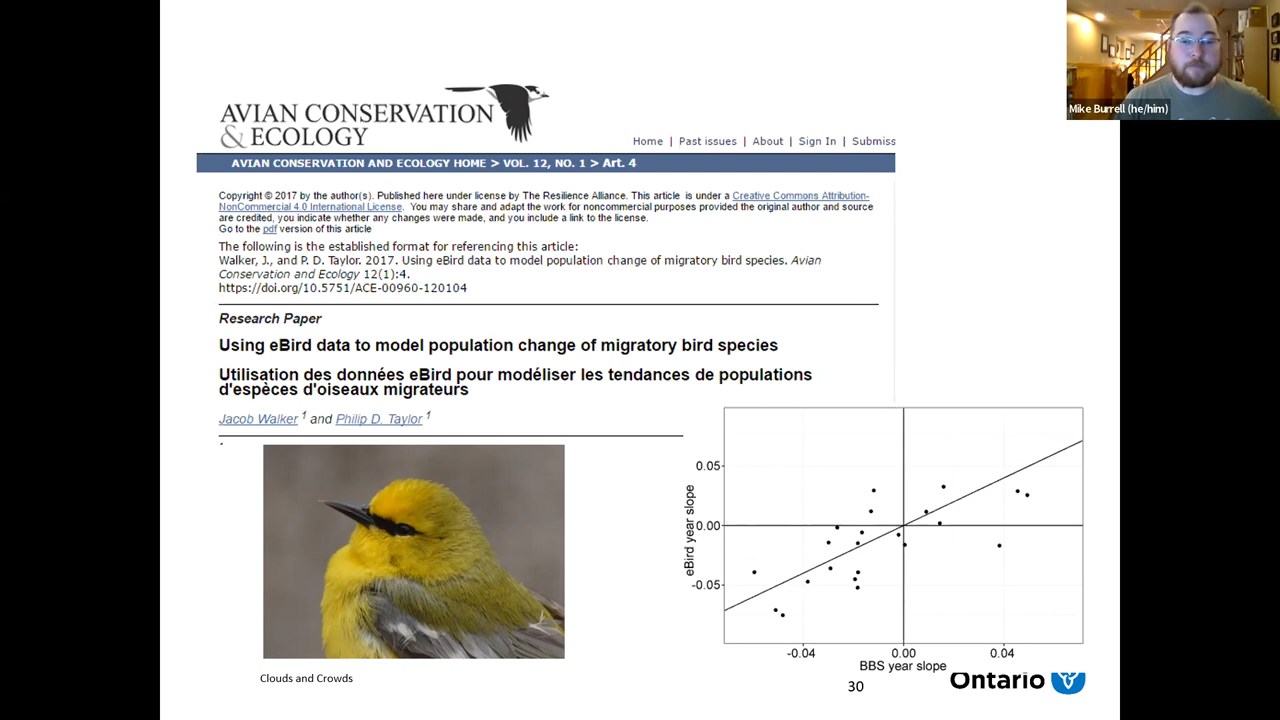 Mike Burrell (he/him)
AVIAN CONSERVATION
& ECOLOGY
Home | Past issues | About | Sign In | Submiss
AVIAN CONSERVATION AND ECOLOGY HOME > VOL. 12, NO. 1 > Art. 4
Copyright © 2017 by the author(s). Published here under license by The Resilience Alliance. This article is under a Creative Commons Attribution-
NonCommercial 4.0 International License. You may share and adapt the work for noncommercial purposes provided the original author and source
are credited, you indicate whether any changes were made, and you include a link to the license.
Go to the pdf version of this article
The following is the established format for referencing this article:
Walker, J., and P. D. Taylor. 2017. Using eBird data to model population change of migratory bird species. Avian
Conservation and Ecology 12(1):4.
https://doi.org/10.5751/ACE-00960-120104
Research Paper
Using eBird data to model population change of migratory bird species
Utilisation des données eBird pour modéliser les tendances de populations
d'espèces d'oiseaux migrateurs
Jacob Walker 1 and Philip D. Taylor 1
eBird year slope
0.05
0.00
-0.05
-0.04 0.00 0.04
BBS year slope
Clouds and Crowds
30
Ontario